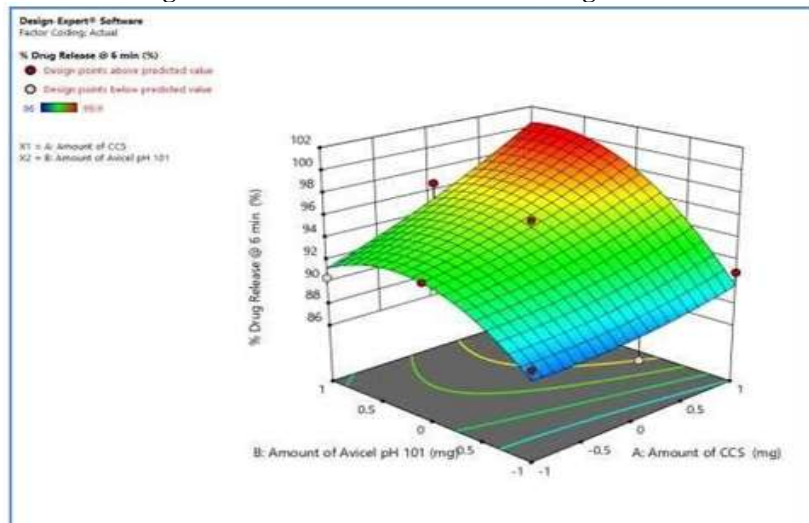 Design-Expert® Software
Factor Coding: Actual
% Drug Release @ 6 min (%)
Design points above predicted value
Design points below predicted value
X1 = A: Amount of CCS
X2 = B: Amount of Avicel pH 101
102
100
98
96
94
92
90
88
86
% Drug Release @ 6 min (%)
1
0.5
0
-0.5
-1
B: Amount of Avicel pH 101 (mg)
-1
-0.5
0
0.5
1
A: Amount of CCS (mg)